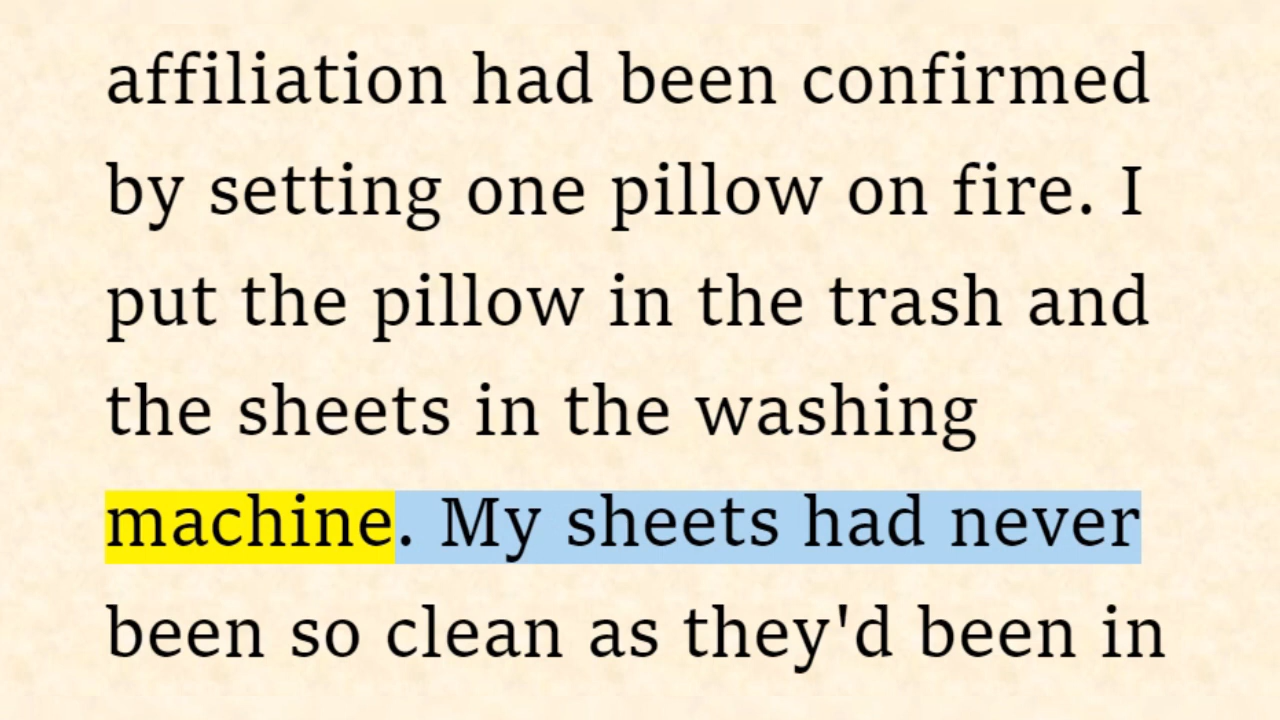 affiliation had been confirmed
by setting one pillow on fire. I
put the pillow in the trash and
the sheets in the washing
machine. My sheets had never
been so clean as they'd been in